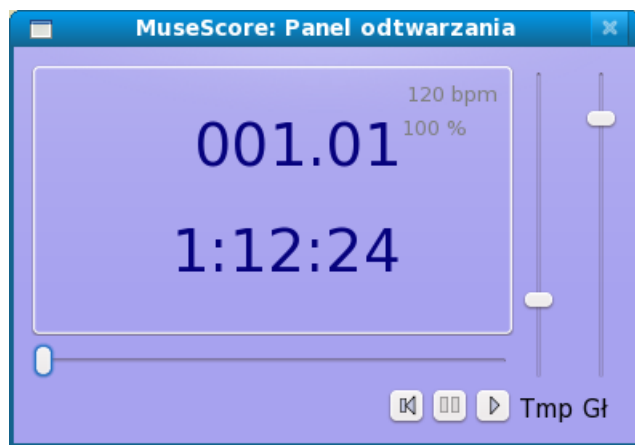 MuseScore: Panel odtwarzania
120 bpm
001.01
100 %
1:12:24
Tmp Gł